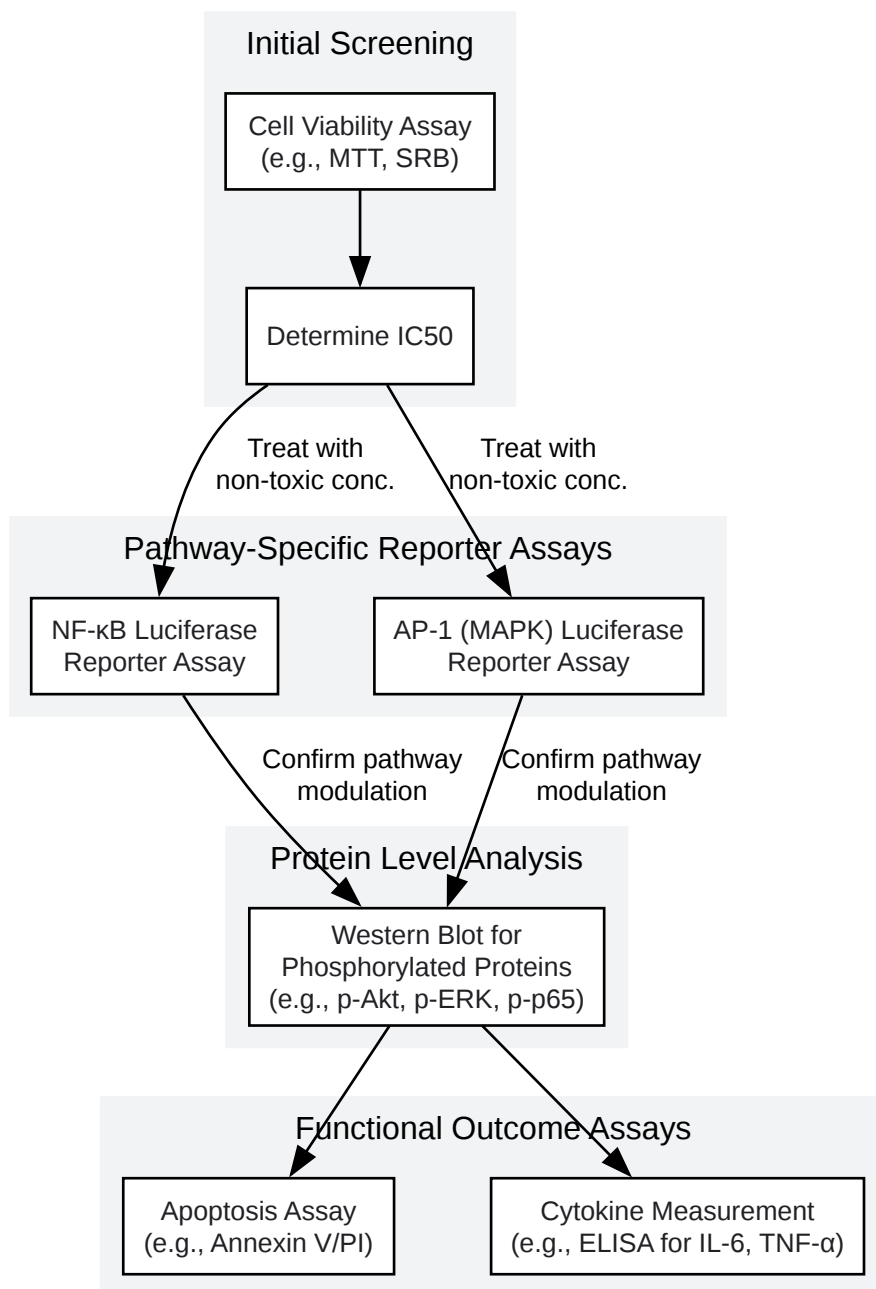 Initial Screening
Cell Viability Assay
(e.g., MTT, SRB)
Determine IC50
Treat with
non-toxic conc.
Treat with
non-toxic conc.
Pathway-Specific Reporter Assays
NF-κB Luciferase
Reporter Assay
AP-1 (MAPK) Luciferase
Reporter Assay
Confirm pathway
modulation
Confirm pathway
modulation
Protein Level Analysis
Western Blot for
Phosphorylated Proteins
(e.g., p-Akt, p-ERK, p-p65)
Functional Outcome Assays
Apoptosis Assay
(e.g., Annexin V/PI)
Cytokine Measurement
(e.g., ELISA for IL-6, TNF-α)